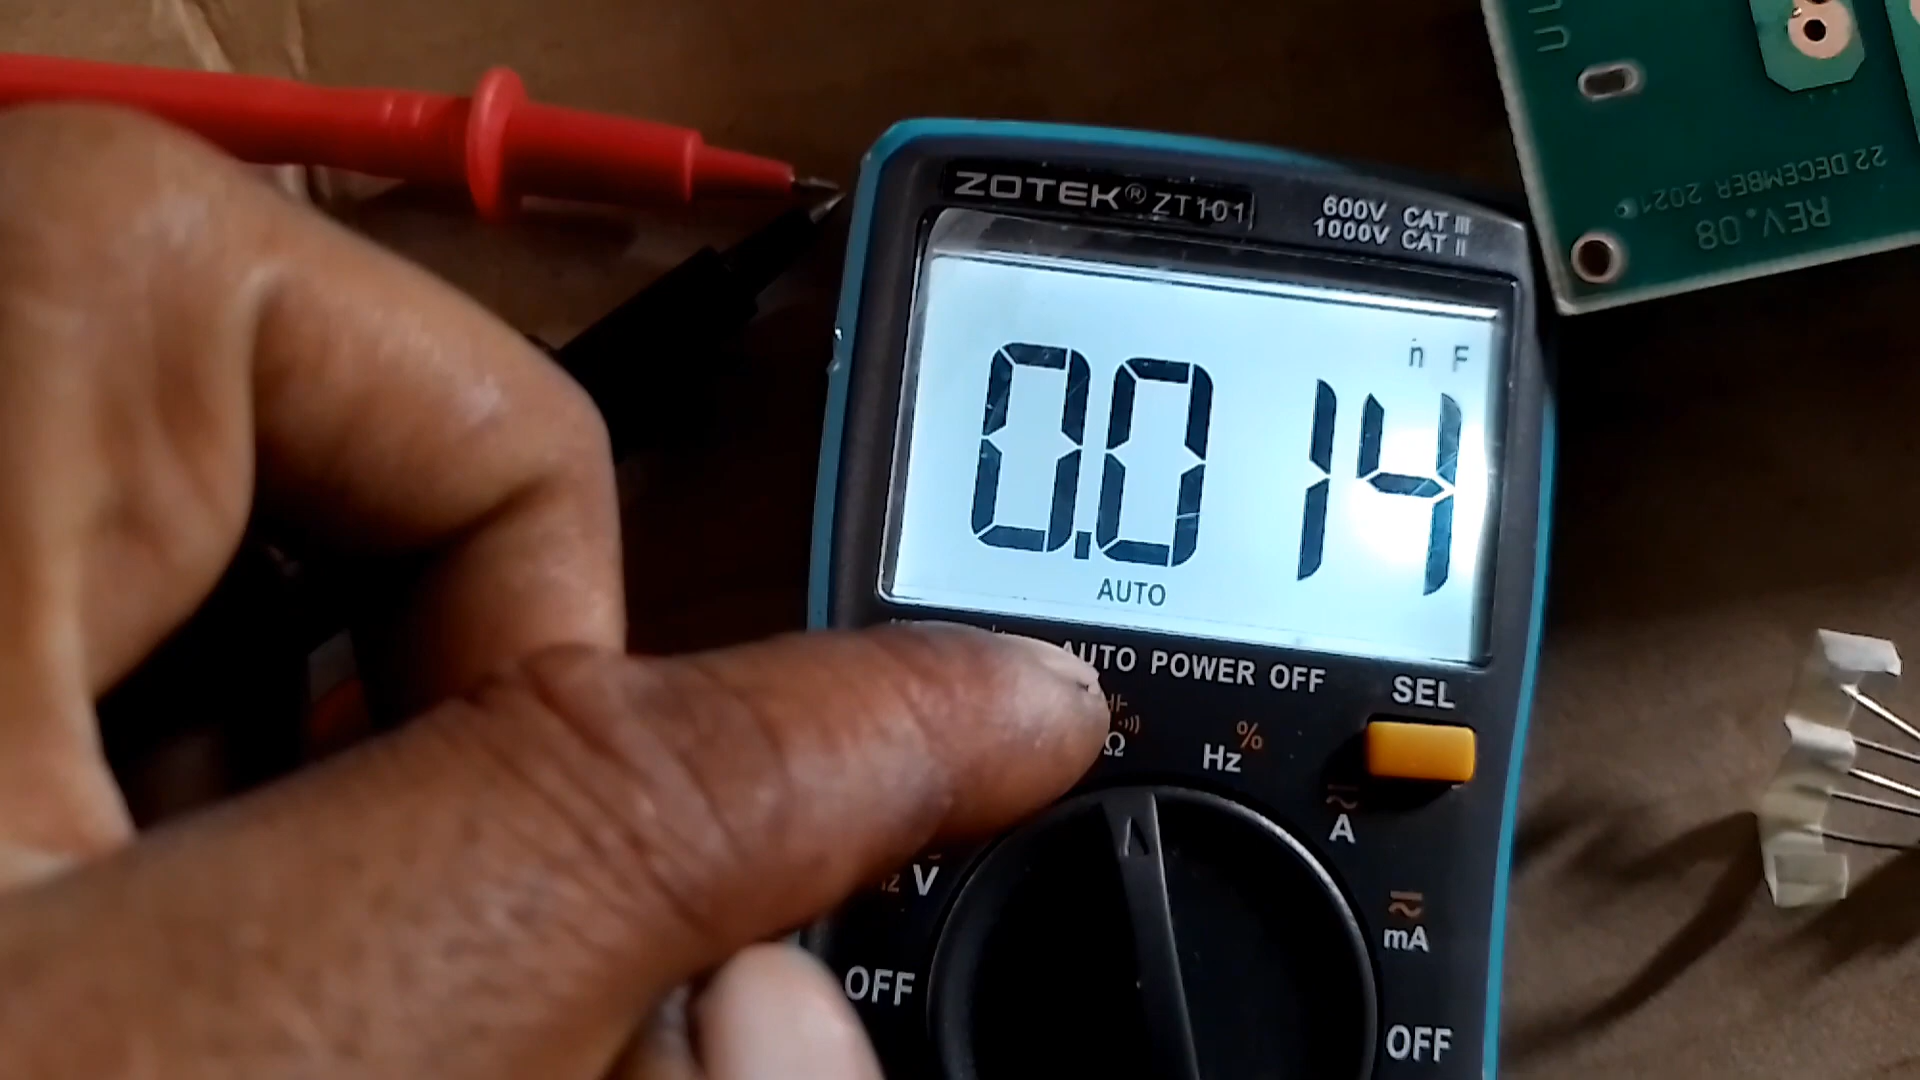 ZOTEK® ZT101
600V CAT III
1000V CAT II
n F
0.014
AUTO
AUTO POWER OFF
SEL
Ω
Hz %
A
V
mA
OFF
OFF
22 DECEMBER 2021
REV.08